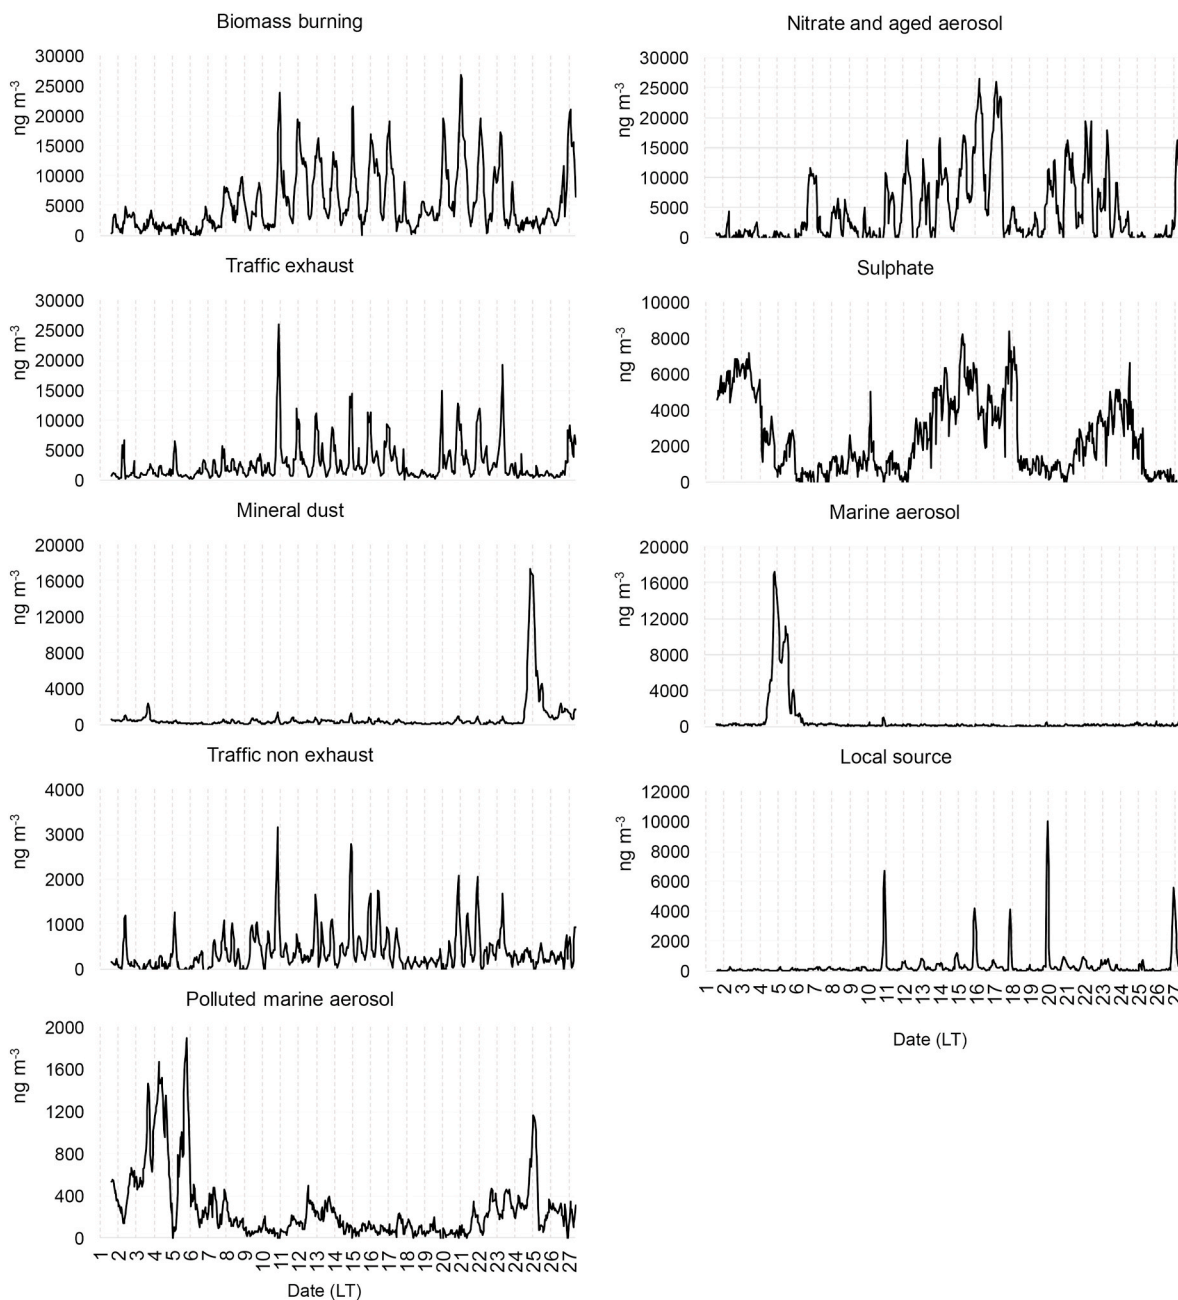 Biomass burning
30000
25000
20000
15000
10000
5000
0
ng m⁻³
Nitrate and aged aerosol
30000
25000
20000
15000
10000
5000
0
ng m⁻³
Traffic exhaust
30000
25000
20000
15000
10000
5000
0
ng m⁻³
Sulphate
10000
8000
6000
4000
2000
0
ng m⁻³
Mineral dust
20000
16000
12000
8000
4000
0
ng m⁻³
Marine aerosol
20000
16000
12000
8000
4000
0
ng m⁻³
Traffic non exhaust
4000
3000
2000
1000
0
ng m⁻³
Local source
12000
10000
8000
6000
4000
2000
0
ng m⁻³
1 2 3 4 5 6 7 8 9 10 11 12 13 14 15 16 17 18 19 20 21 22 23 24 25 26 27
Date (LT)
Polluted marine aerosol
2000
1600
1200
800
400
0
ng m⁻³
1 2 3 4 5 6 7 8 9 10 11 12 13 14 15 16 17 18 19 20 21 22 23 24 25 26 27
Date (LT)